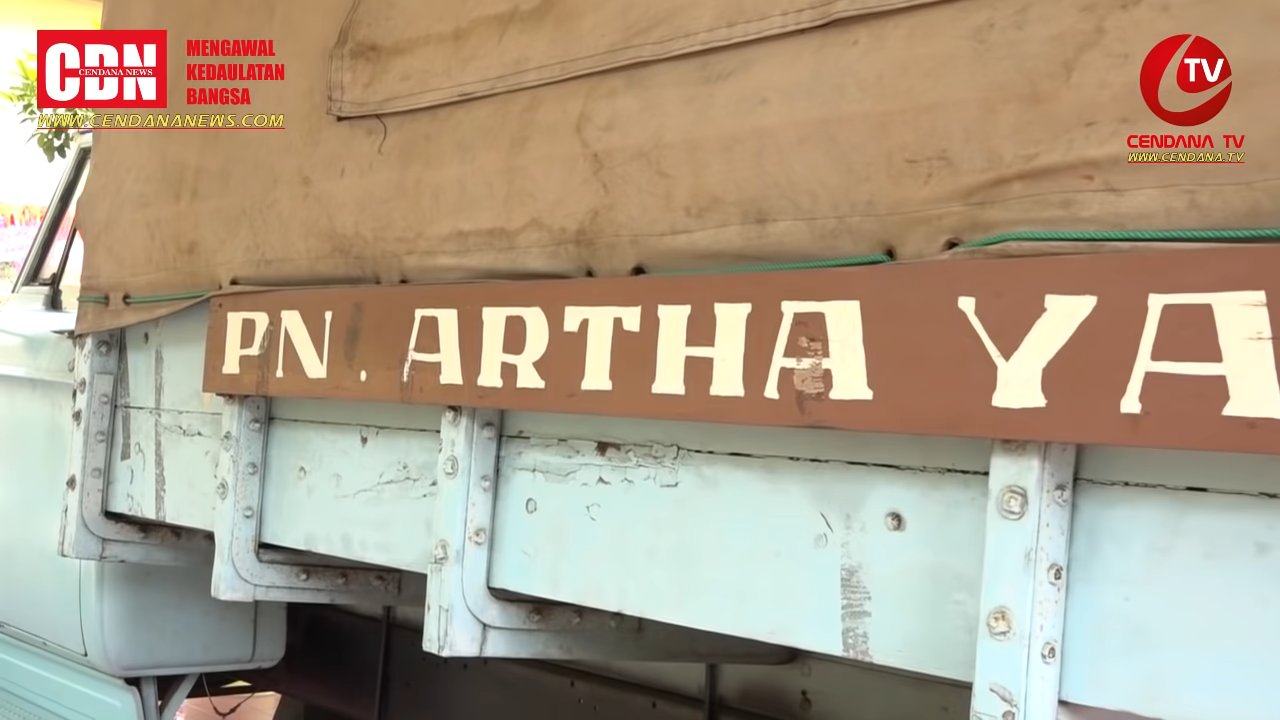 CDN
CENDANA NEWS
MENGAWAL
KEDAULATAN
BANGSA
WWW.CENDANANEWS.COM
TV
CENDANA TV
WWW.CENDANA.TV
PN. ARTHA YA